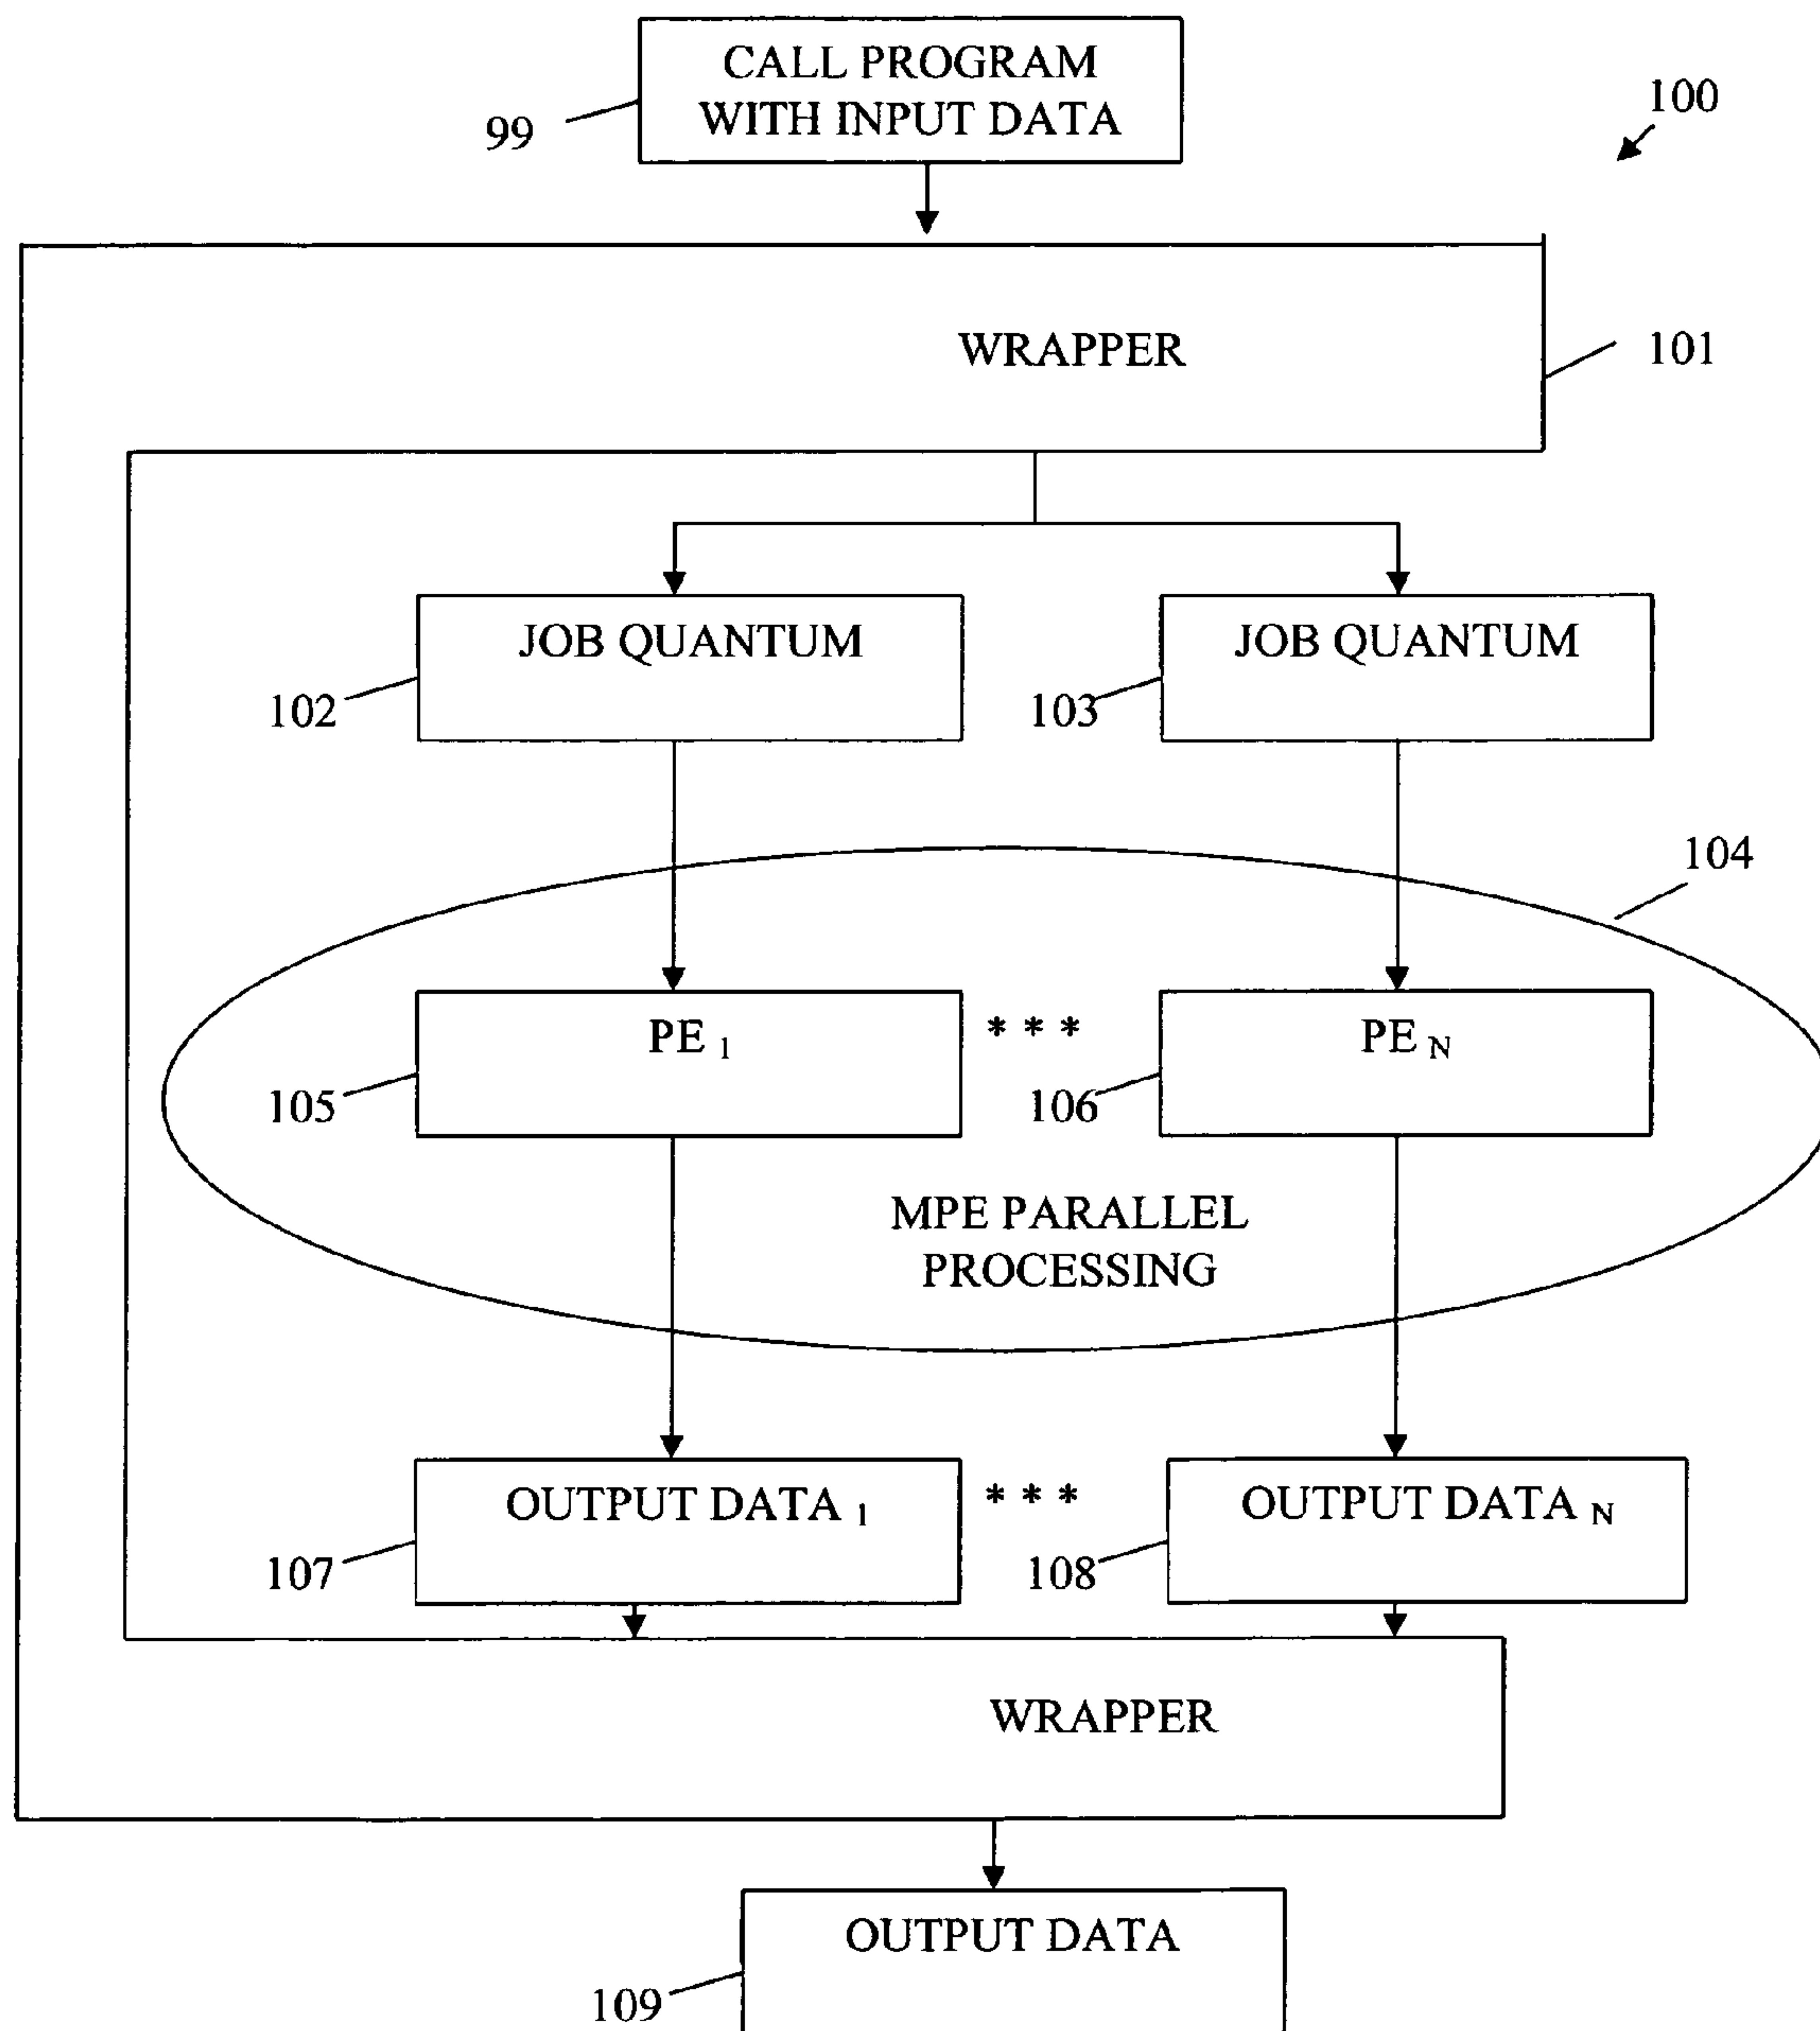 CALL PROGRAM
WITH INPUT DATA
99
100
WRAPPER
101
JOB QUANTUM
JOB QUANTUM
102
103
104
PE 1
* * *
PE N
105
106
MPE PARALLEL
PROCESSING
OUTPUT DATA 1
* * *
OUTPUT DATA N
107
108
WRAPPER
OUTPUT DATA
109